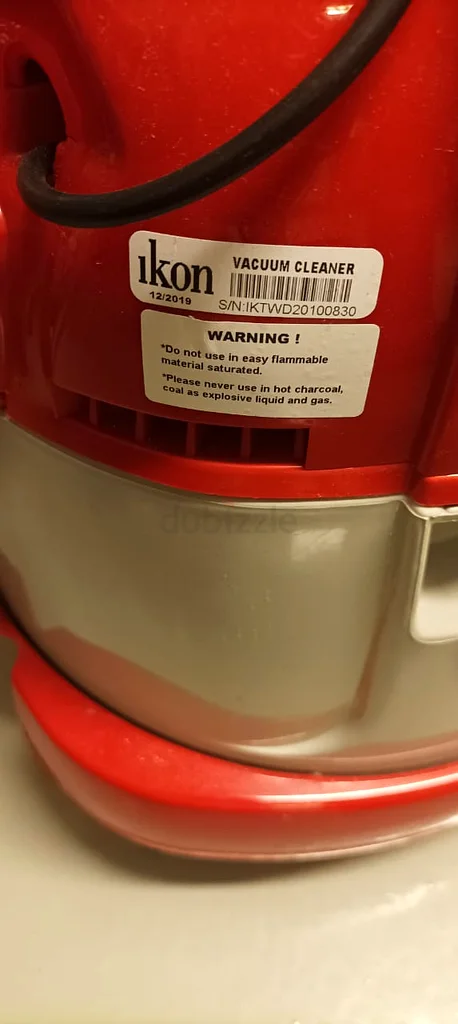 ikon
VACUUM CLEANER
12/2019
S/N:IKTWD20100830
WARNING !
*Do not use in easy flammable
material saturated.
*Please never use in hot charcoal,
coal as explosive liquid and gas.
dubizzle